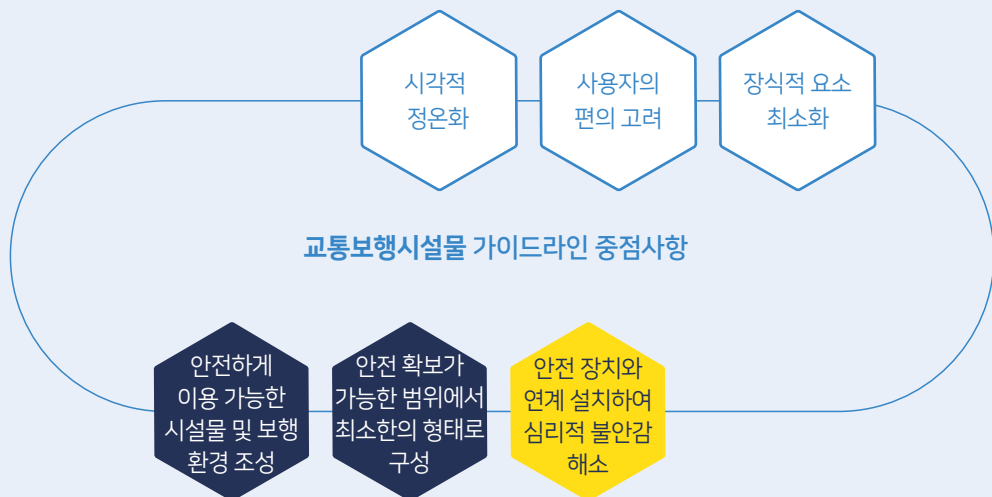 시각적
정온화
사용자의
편의 고려
장식적 요소
최소화
교통보행시설물 가이드라인 중점사항
안전하게
이용 가능한
시설물 및 보행
환경 조성
안전 확보가
가능한 범위에서
최소한의 형태로
구성
안전 장치와
연계 설치하여
심리적 불안감
해소